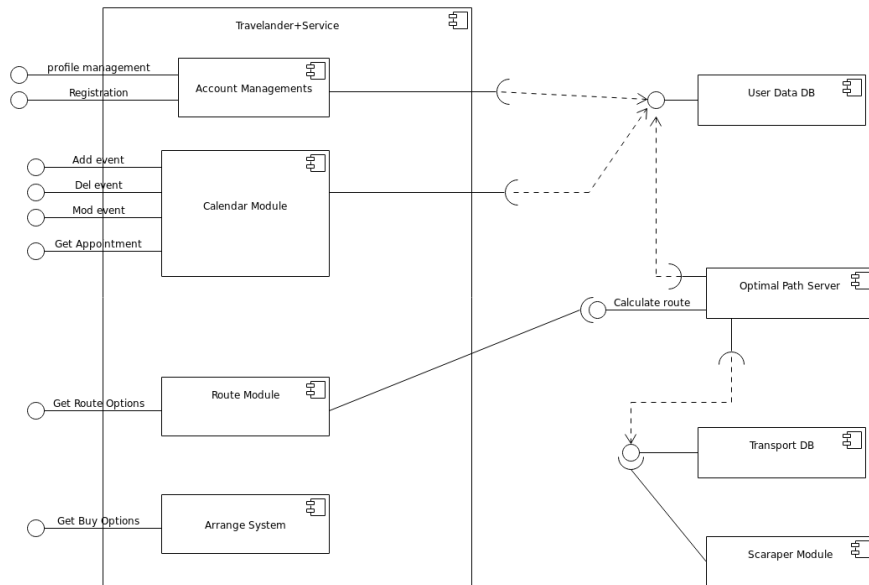 Travelander+Service
profile management
Account Managements
Registration
User Data DB
Add event
Del event
Calendar Module
Mod event
Get Appointment
Optimal Path Server
Calculate route
Route Module
Get Route Options
Transport DB
Get Buy Options
Arrange System
Scaraper Module